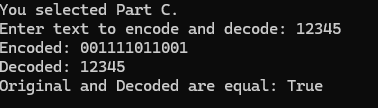 You selected Part C.
Enter text to encode and decode: 12345
Encoded: 001111011001
Decoded: 12345
Original and Decoded are equal: True